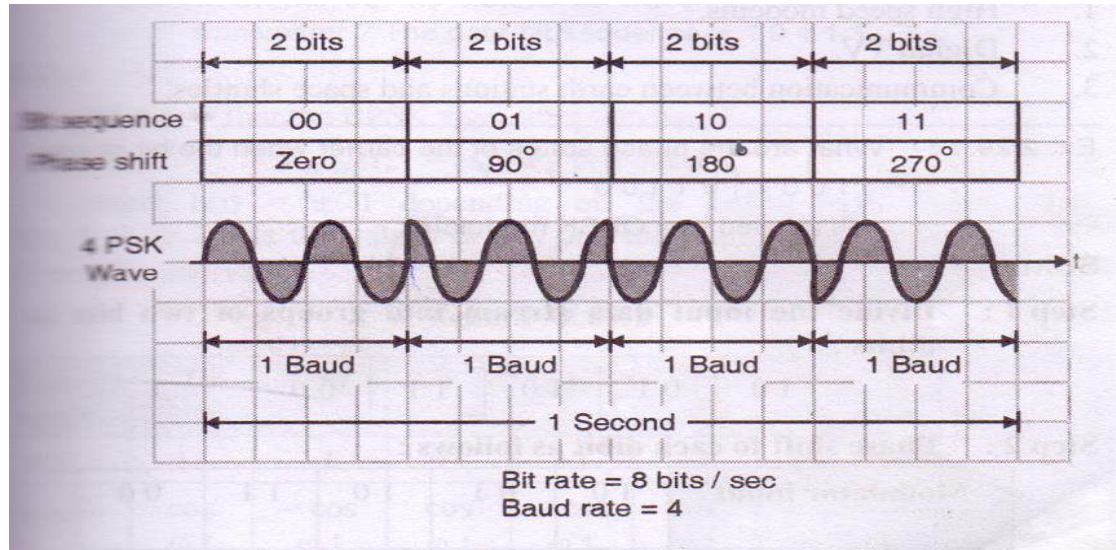 2 bits 2 bits 2 bits 2 bits
Bit sequence 00 01 10 11
Phase shift Zero 90° 180° 270°
4 PSK
Wave
t
1 Baud 1 Baud 1 Baud 1 Baud
1 Second
Bit rate = 8 bits / sec
Baud rate = 4